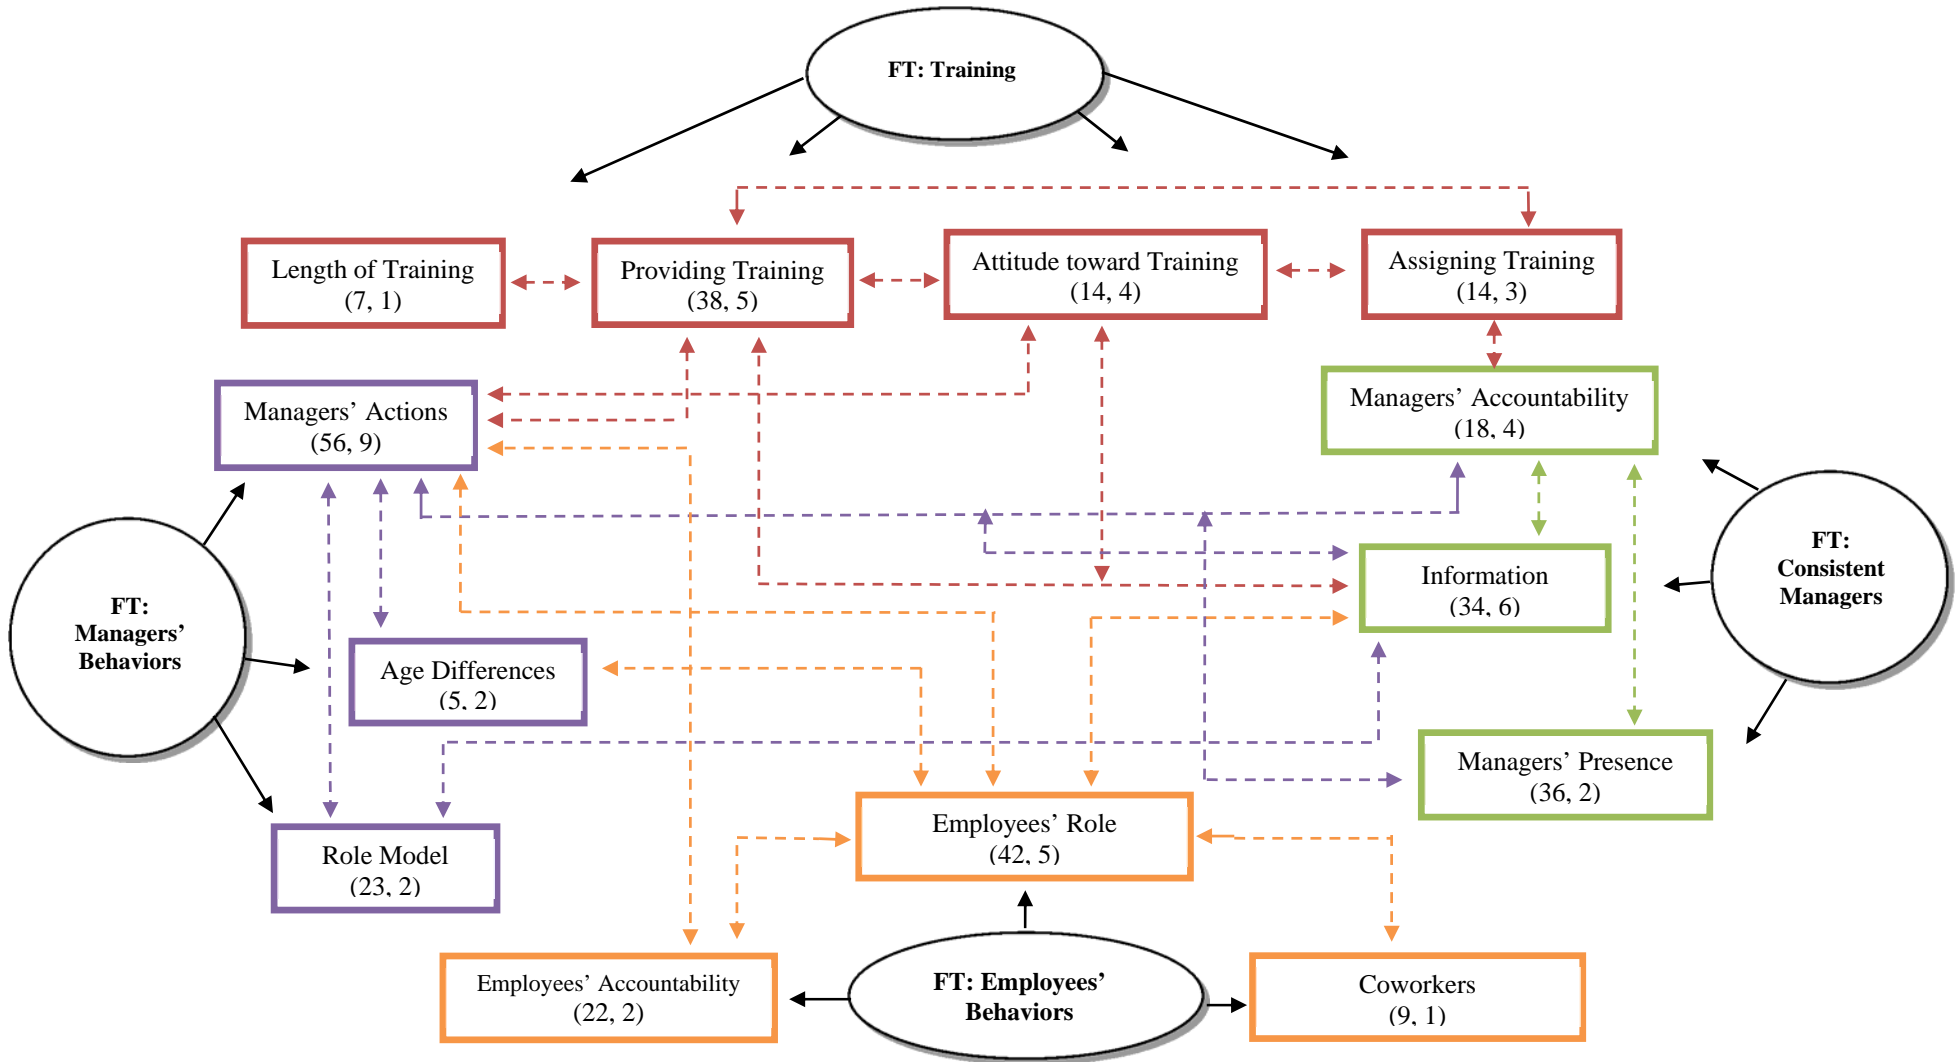 FT: Training
Length of Training
(7, 1)
Providing Training
(38, 5)
Attitude toward Training
(14, 4)
Assigning Training
(14, 3)
Managers’ Actions
(56, 9)
Managers’ Accountability
(18, 4)
FT:
Managers’
Behaviors
FT:
Consistent
Managers
Information
(34, 6)
Age Differences
(5, 2)
Managers’ Presence
(36, 2)
Role Model
(23, 2)
Employees’ Role
(42, 5)
Employees’ Accountability
(22, 2)
FT: Employees’
Behaviors
Coworkers
(9, 1)